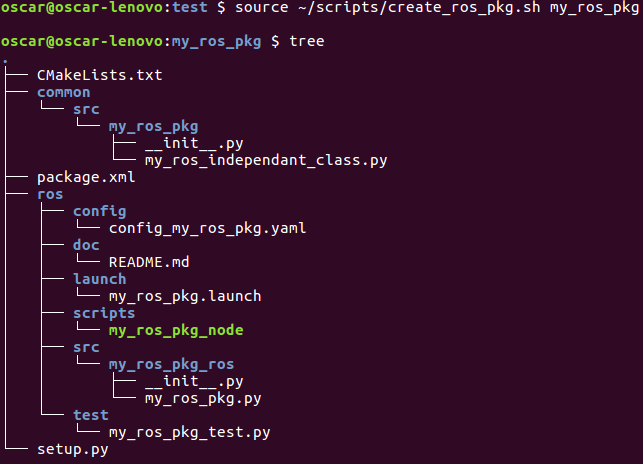 oscar@oscar-lenovo:test $ source ~/scripts/create_ros_pkg.sh my_ros_pkg
oscar@oscar-lenovo:my_ros_pkg $ tree
.
├── CMakeLists.txt
├── common
│   └── src
│       └── my_ros_pkg
│           ├── __init__.py
│           └── my_ros_independant_class.py
├── package.xml
├── ros
│   ├── config
│   │   └── config_my_ros_pkg.yaml
│   ├── doc
│   │   └── README.md
│   ├── launch
│   │   └── my_ros_pkg.launch
│   ├── scripts
│   │   └── my_ros_pkg_node
│   ├── src
│   │   └── my_ros_pkg_ros
│   │       ├── __init__.py
│   │       └── my_ros_pkg.py
│   └── test
│       └── my_ros_pkg_test.py
└── setup.py